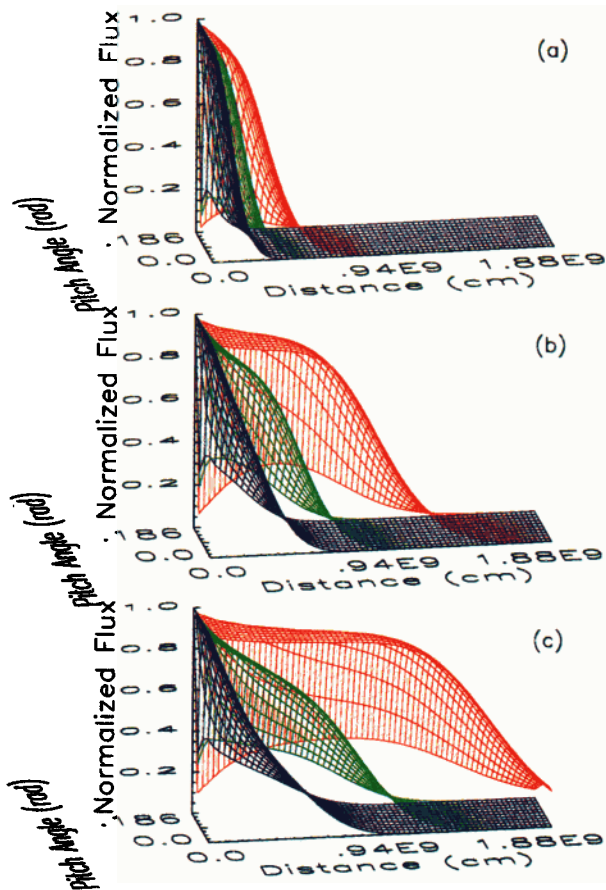 (a)
Normalized Flux
1.0
0.8
0.6
0.4
0.2
.186
0.0
Pitch Angle (rad)
0.0
.94E9
1.88E9
Distance (cm)
(b)
Normalized Flux
1.0
0.8
0.6
0.4
0.2
.186
0.0
Pitch Angle (rad)
0.0
.94E9
1.88E9
Distance (cm)
(c)
Normalized Flux
1.0
0.8
0.6
0.4
0.2
.186
0.0
Pitch Angle (rad)
0.0
.94E9
1.88E9
Distance (cm)